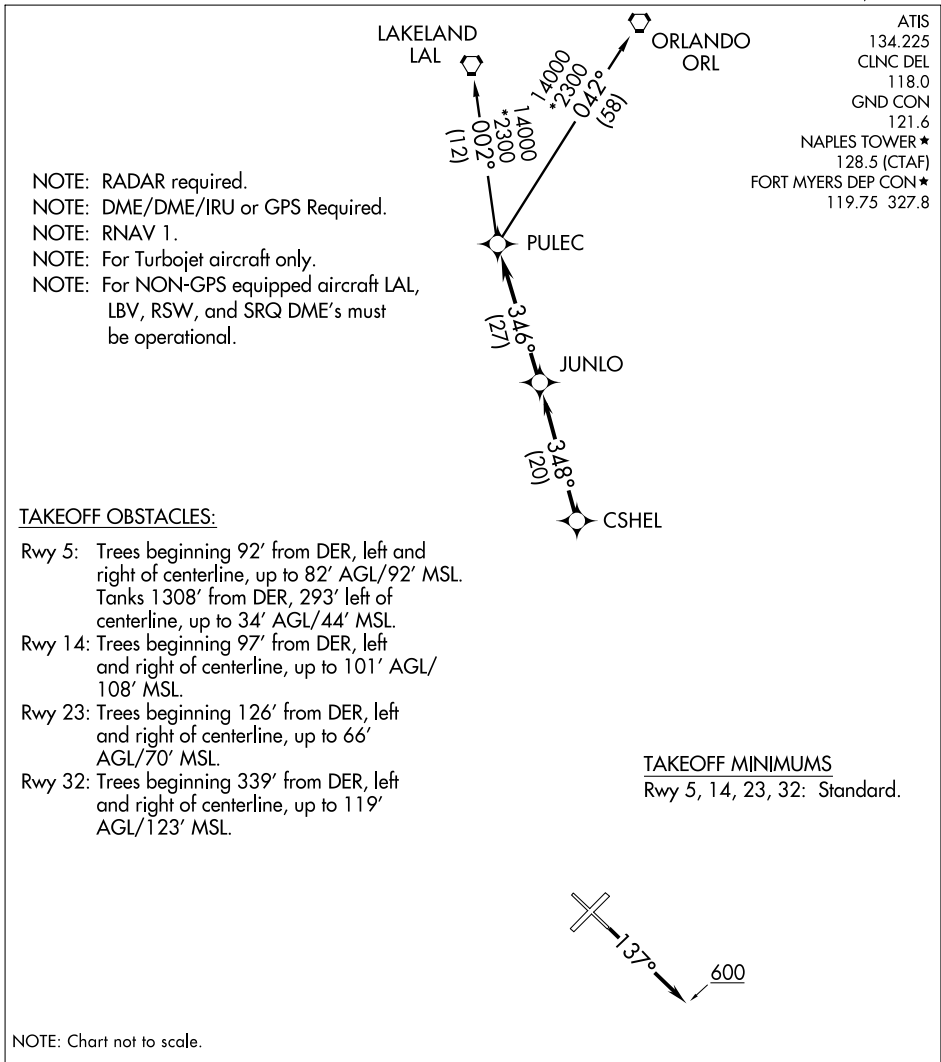 LAKELAND
LAL
ORLANDO
ORL
ATIS
134.225
CLNC DEL
118.0
GND CON
121.6
NAPLES TOWER ★
128.5 (CTAF)
FORT MYERS DEP CON ★
119.75 327.8
14000
*2300
002°
(12)
14000
*2300
042°
(58)
NOTE: RADAR required.
NOTE: DME/DME/IRU or GPS Required.
NOTE: RNAV 1.
NOTE: For Turbojet aircraft only.
NOTE: For NON-GPS equipped aircraft LAL,
LBV, RSW, and SRQ DME's must
be operational.
PULEC
346°
(27)
JUNLO
348°
(20)
CSHEL
TAKEOFF OBSTACLES:
Rwy 5: Trees beginning 92' from DER, left and
right of centerline, up to 82' AGL/92' MSL.
Tanks 1308' from DER, 293' left of
centerline, up to 34' AGL/44' MSL.
Rwy 14: Trees beginning 97' from DER, left
and right of centerline, up to 101' AGL/
108' MSL.
Rwy 23: Trees beginning 126' from DER, left
and right of centerline, up to 66'
AGL/70' MSL.
Rwy 32: Trees beginning 339' from DER, left
and right of centerline, up to 119'
AGL/123' MSL.
TAKEOFF MINIMUMS
Rwy 5, 14, 23, 32: Standard.
137°
600
NOTE: Chart not to scale.